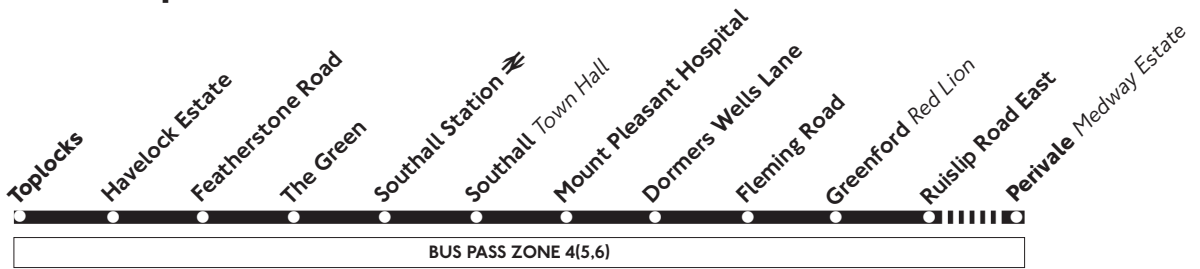 Toplocks
Havelock Estate
Featherstone Road
The Green
Southall Station
Southall Town Hall
Mount Pleasant Hospital
Dormers Wells Lane
Fleming Road
Greenford Red Lion
Ruislip Road East
Perivale Medway Estate
BUS PASS ZONE 4(5,6)